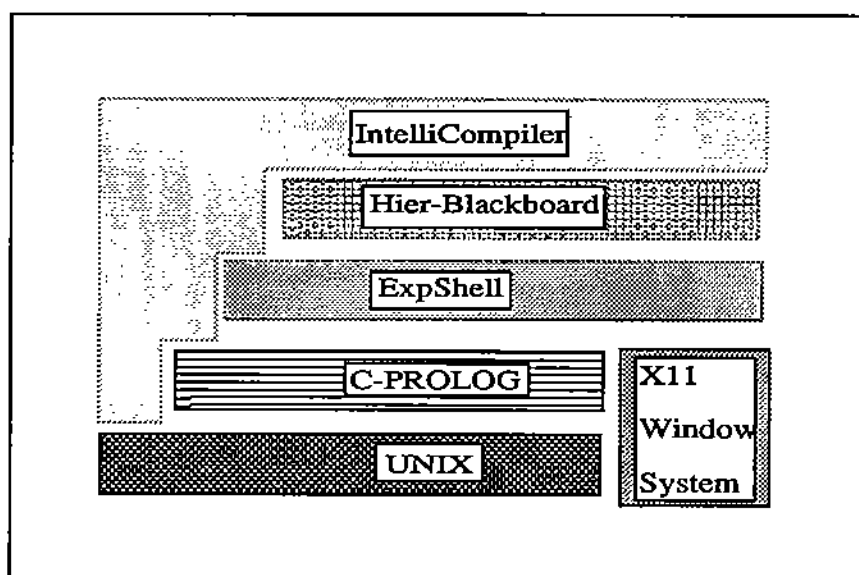 IntelliCompiler
Hier-Blackboard
ExpShell
C-PROLOG
UNIX
X11
Window
System